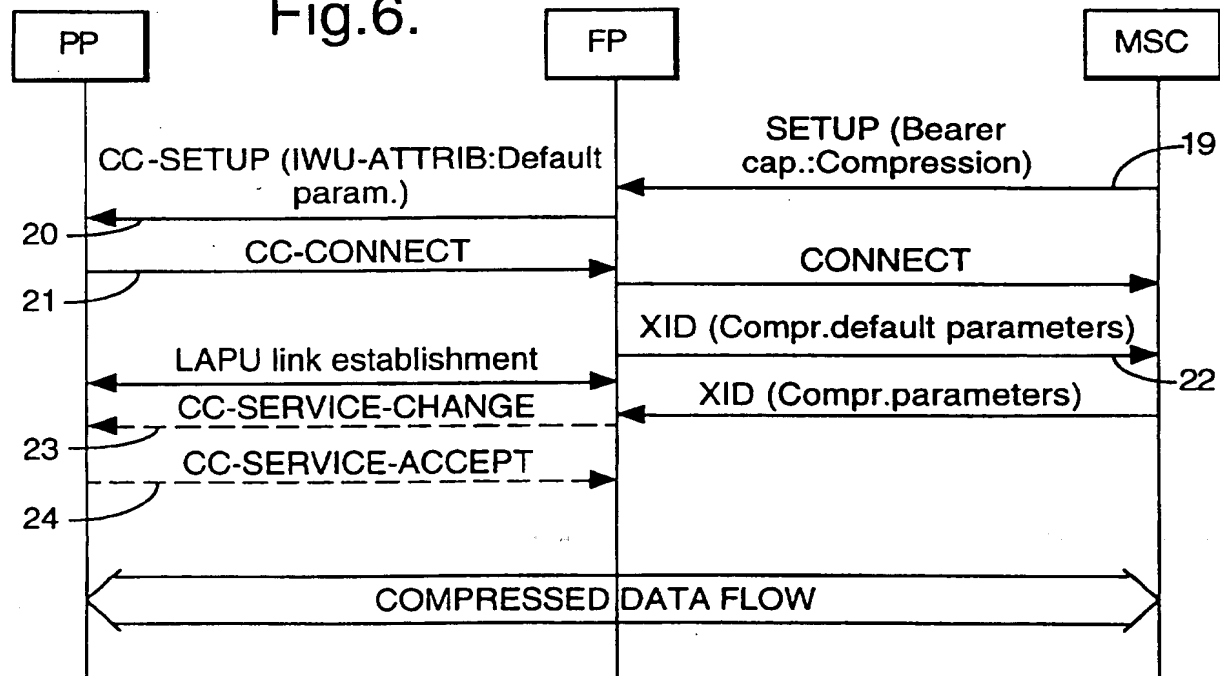 Fig.6.
PP
FP
MSC
SETUP (Bearer
cap.:Compression)
19
CC-SETUP (IWU-ATTRIB:Default
param.)
20
CC-CONNECT
21
CONNECT
XID (Compr.default parameters)
22
LAPU link establishment
XID (Compr.parameters)
CC-SERVICE-CHANGE
23
CC-SERVICE-ACCEPT
24
COMPRESSED DATA FLOW